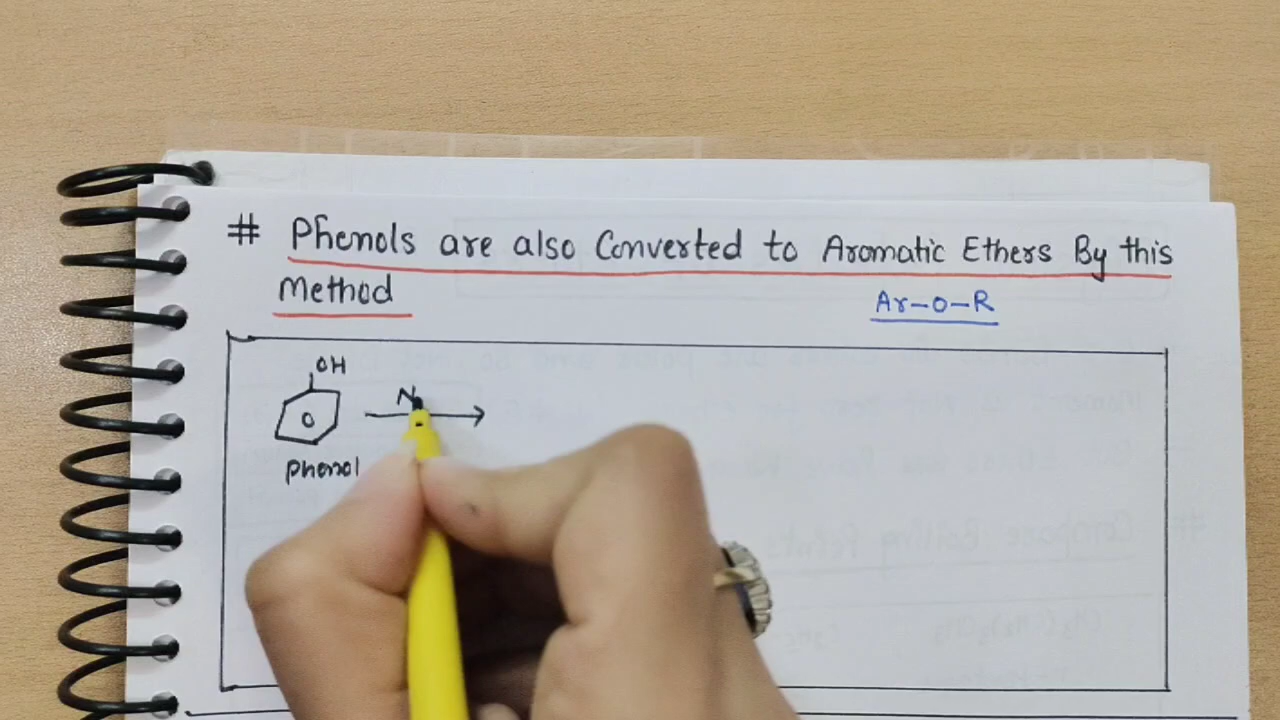 # Phenols are also Converted to Aromatic Ethers By this
Method
Ar-O-R
OH
N
Phenol